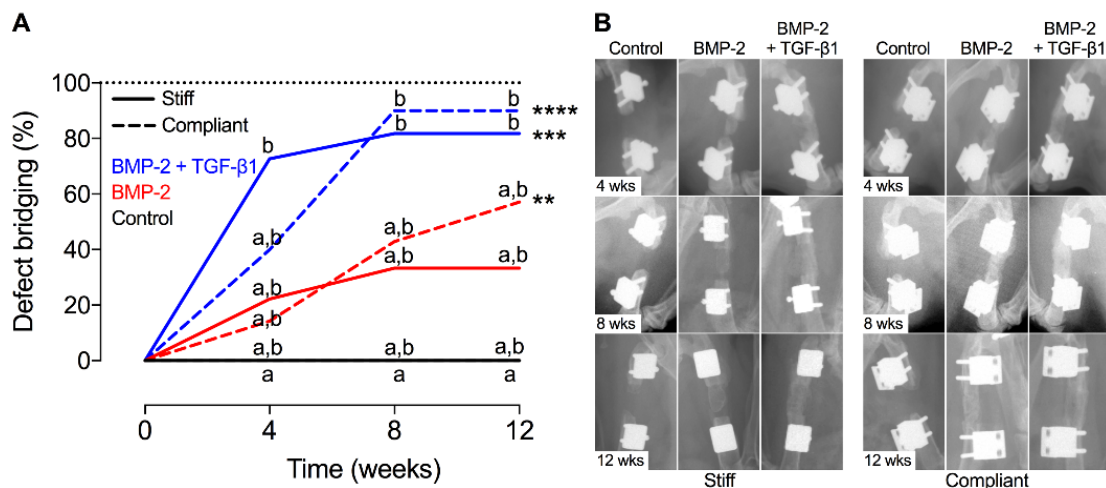 A
Defect bridging (%)
100
80
60
40
20
0
Stiff
Compliant
BMP-2 + TGF-β1
BMP-2
Control
b
b
b
b
b
****
***
a,b
a,b
a,b
a,b
a,b
a,b
a,b
**
a,b
a,b
a,b
a
a
a
0
4
8
12
Time (weeks)
B
Control
BMP-2
BMP-2
+ TGF-β1
Control
BMP-2
BMP-2
+ TGF-β1
4 wks
4 wks
8 wks
8 wks
12 wks
12 wks
Stiff
Compliant